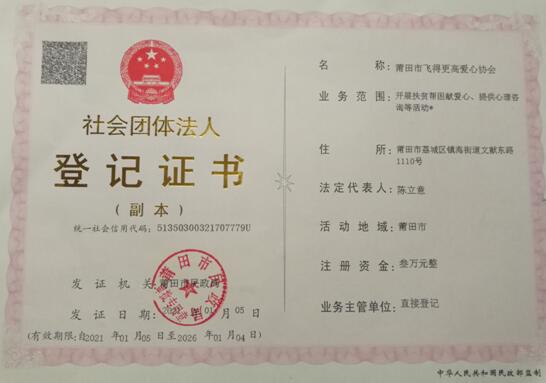 社会团体法人
登记证书
(副本)
统一社会信用代码：51350300321707779U
发证机关：莆田市民政局
发证日期：2021年01月05日
(有效期限：自2021年01月05日至2026年01月04日)
名称：莆田市飞得更高爱心协会
业务范围：开展扶贫帮困献爱心、提供心理咨
询等活动*
住所：莆田市荔城区镇海街道文献东路
1110号
法定代表人：陈立意
活动地域：莆田市
注册资金：叁万元整
业务主管单位：直接登记
中华人民共和国民政部监制